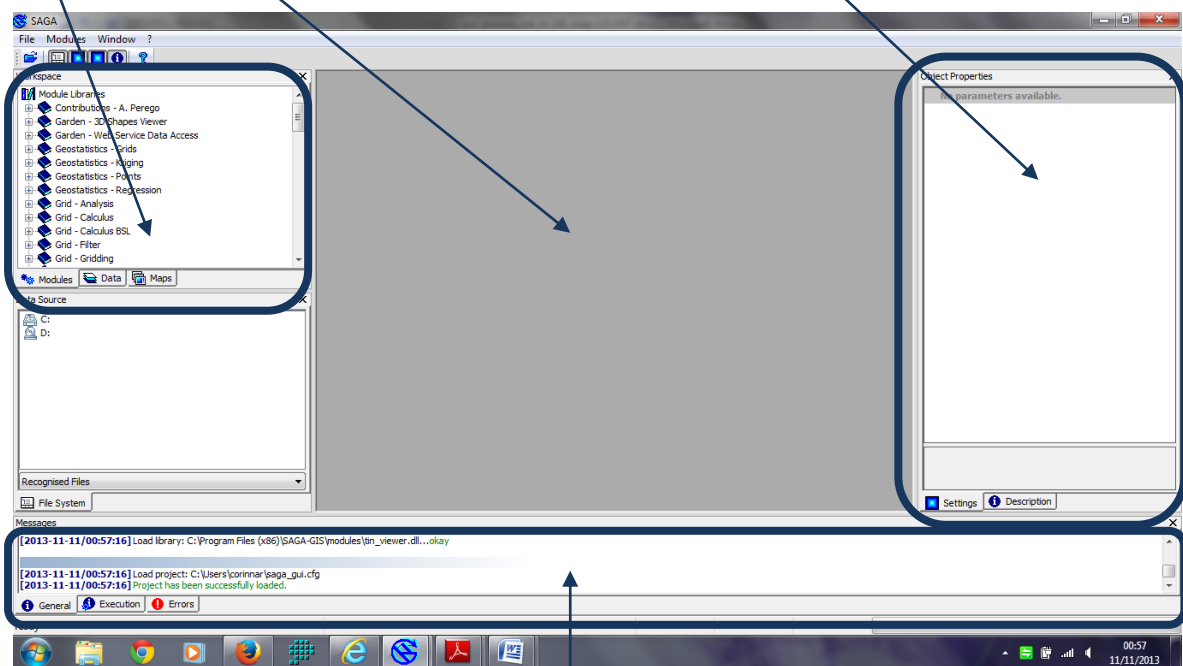 SAGA
File Modules Window ?
Workspace
Module Libraries
Contributions - A. Perego
Garden - 3D Shapes Viewer
Garden - Web Service Data Access
Geostatistics - Grids
Geostatistics - Kriging
Geostatistics - Points
Geostatistics - Regression
Grid - Analysis
Grid - Calculus
Grid - Calculus BSL
Grid - Filter
Grid - Gridding
Modules Data Maps
Data Source
C:
D:
Recognised Files
File System
Object Properties
No parameters available.
Settings Description
Messages
[2013-11-11/00:57:16] Load library: C:\Program Files (x86)\SAGA-GIS\modules\tin_viewer.dll...okay
[2013-11-11/00:57:16] Load project: C:\Users\corinnar\saga_gui.cfg
[2013-11-11/00:57:16] Project has been successfully loaded.
General Execution Errors
ready
00:57
11/11/2013